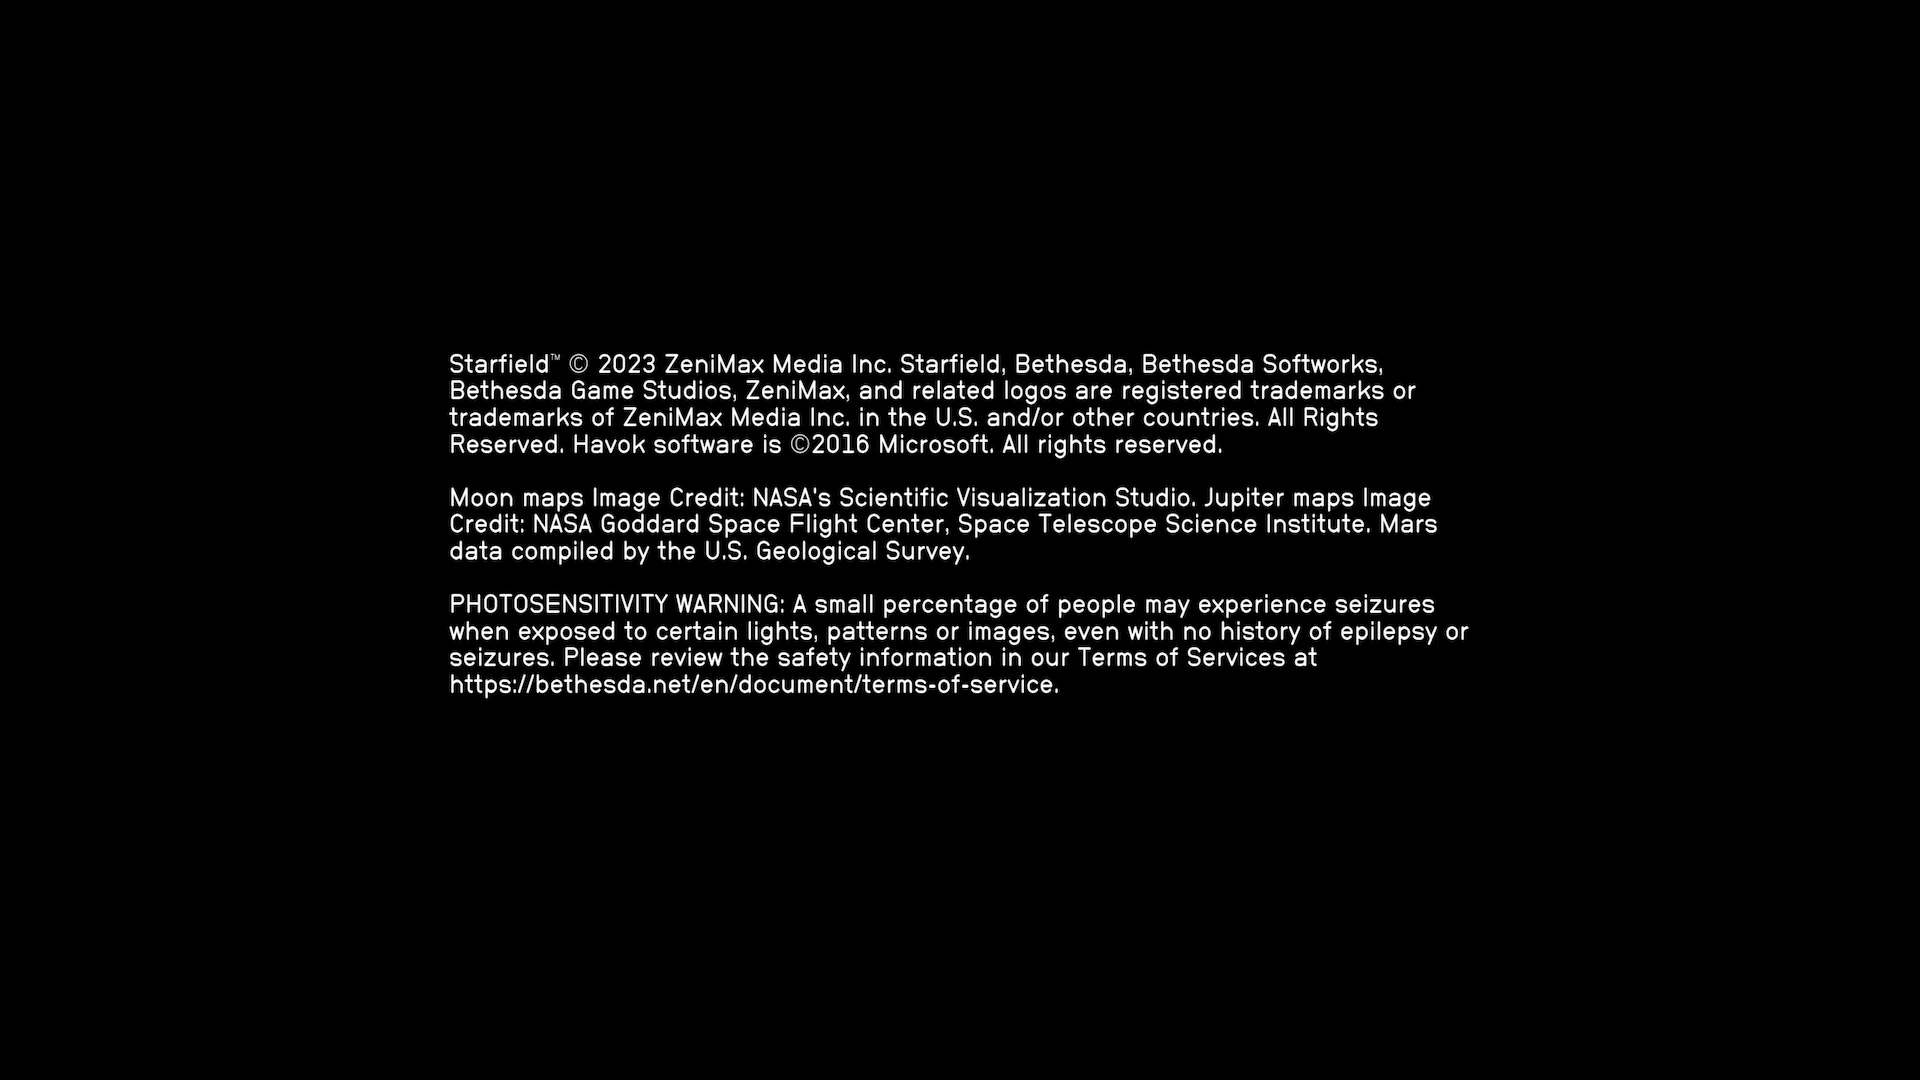 Starfield™ © 2023 ZeniMax Media Inc. Starfield, Bethesda, Bethesda Softworks,
Bethesda Game Studios, ZeniMax, and related logos are registered trademarks or
trademarks of ZeniMax Media Inc. in the U.S. and/or other countries. All Rights
Reserved. Havok software is ©2016 Microsoft. All rights reserved.
Moon maps Image Credit: NASA's Scientific Visualization Studio. Jupiter maps Image
Credit: NASA Goddard Space Flight Center, Space Telescope Science Institute. Mars
data compiled by the U.S. Geological Survey.
PHOTOSENSITIVITY WARNING: A small percentage of people may experience seizures
when exposed to certain lights, patterns or images, even with no history of epilepsy or
seizures. Please review the safety information in our Terms of Services at
https://bethesda.net/en/document/terms-of-service.